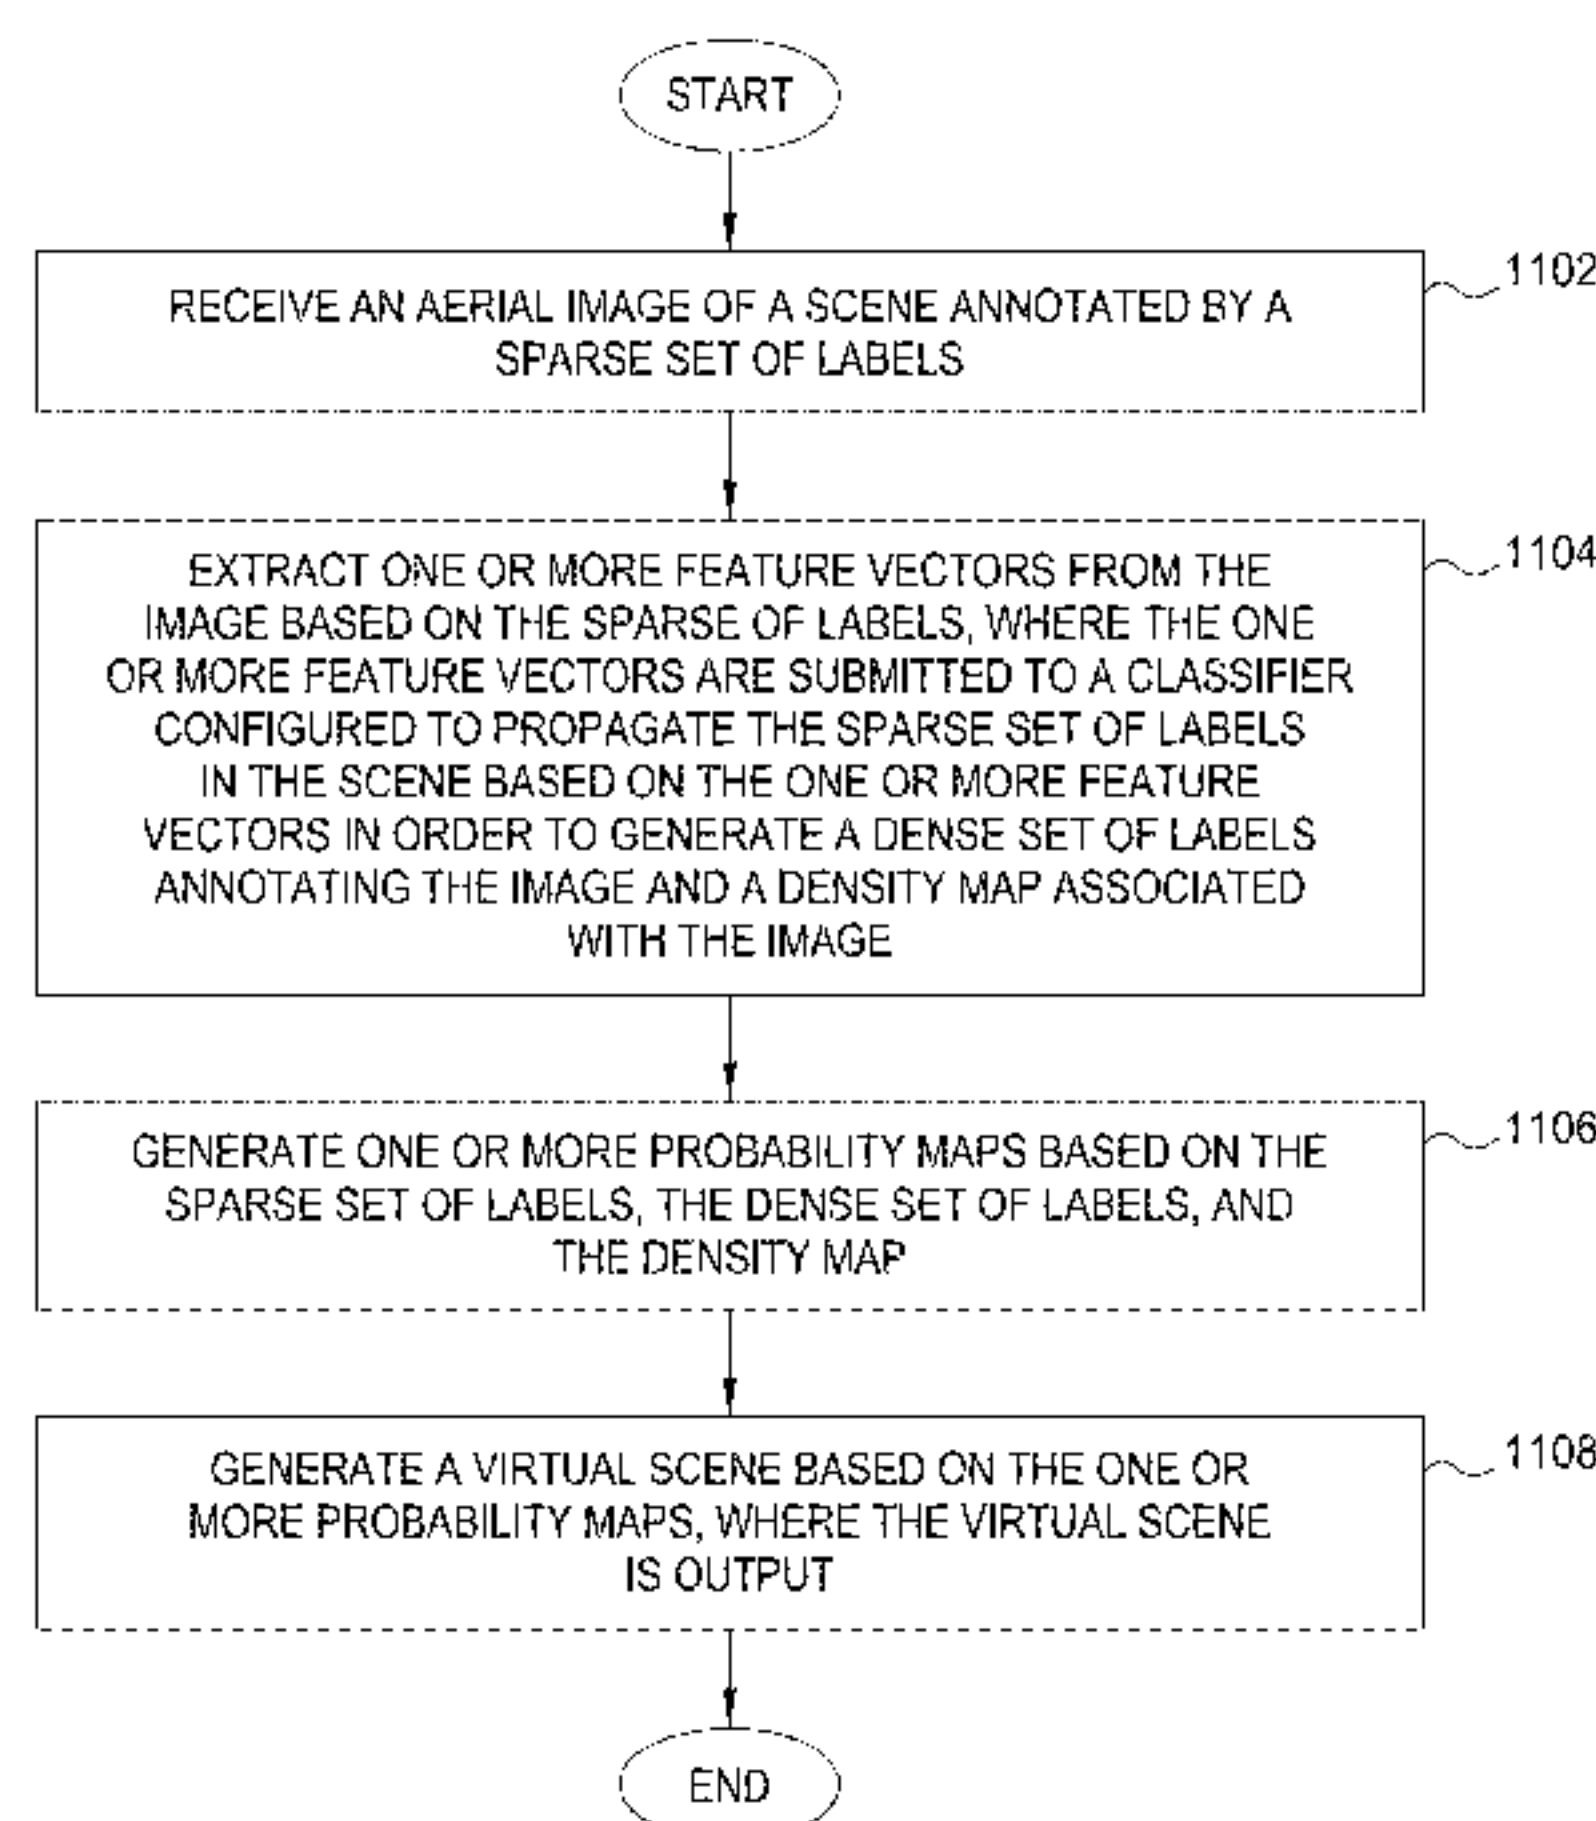 START
RECEIVE AN AERIAL IMAGE OF A SCENE ANNOTATED BY A
SPARSE SET OF LABELS
1102
EXTRACT ONE OR MORE FEATURE VECTORS FROM THE
IMAGE BASED ON THE SPARSE OF LABELS, WHERE THE ONE
OR MORE FEATURE VECTORS ARE SUBMITTED TO A CLASSIFIER
CONFIGURED TO PROPAGATE THE SPARSE SET OF LABELS
IN THE SCENE BASED ON THE ONE OR MORE FEATURE
VECTORS IN ORDER TO GENERATE A DENSE SET OF LABELS
ANNOTATING THE IMAGE AND A DENSITY MAP ASSOCIATED
WITH THE IMAGE
1104
GENERATE ONE OR MORE PROBABILITY MAPS BASED ON THE
SPARSE SET OF LABELS, THE DENSE SET OF LABELS, AND
THE DENSITY MAP
1106
GENERATE A VIRTUAL SCENE BASED ON THE ONE OR
MORE PROBABILITY MAPS, WHERE THE VIRTUAL SCENE
IS OUTPUT
1108
END